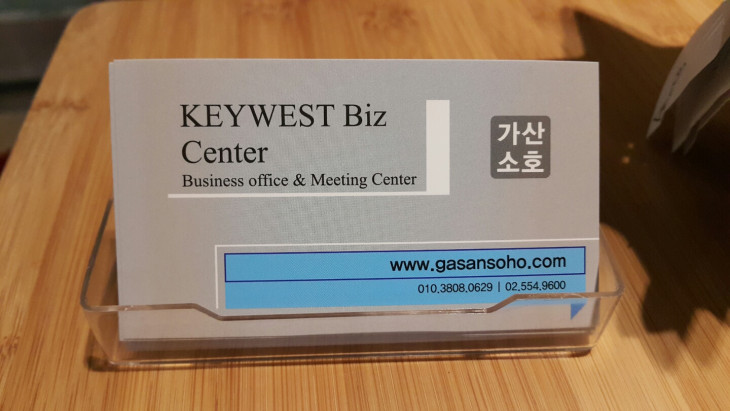 KEYWEST Biz
Center
Business office & Meeting Center
가산
소호
www.gasansoho.com
010.3808.0629 | 02.554.9600